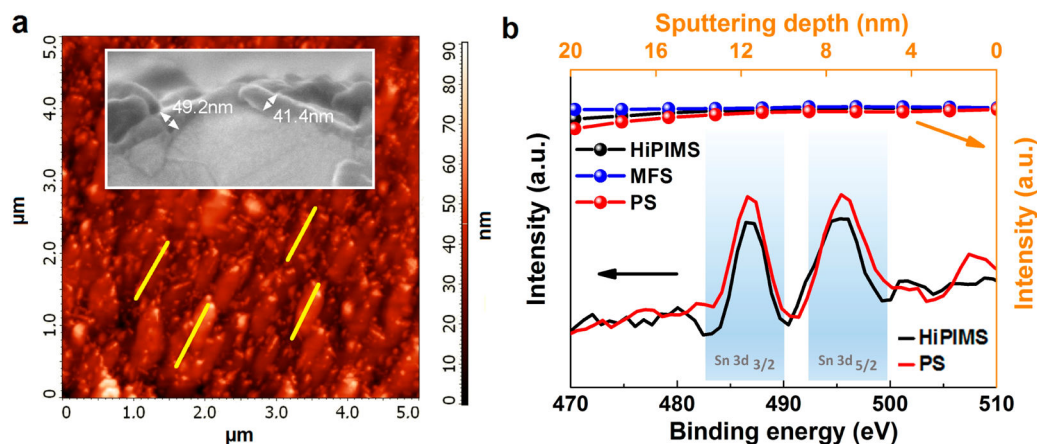 a
5.0
4.0
3.0
2.0
1.0
0
µm
0
1.0
2.0
3.0
4.0
5.0
µm
49.2nm
41.4nm
90
80
70
60
50
40
30
20
10
0
nm
b
Sputtering depth (nm)
20 16 12 8 4 0
Intensity (a.u.)
Intensity (a.u.)
HiPIMS
MFS
PS
Sn 3d 3/2
Sn 3d 5/2
HiPIMS
PS
470 480 490 500 510
Binding energy (eV)